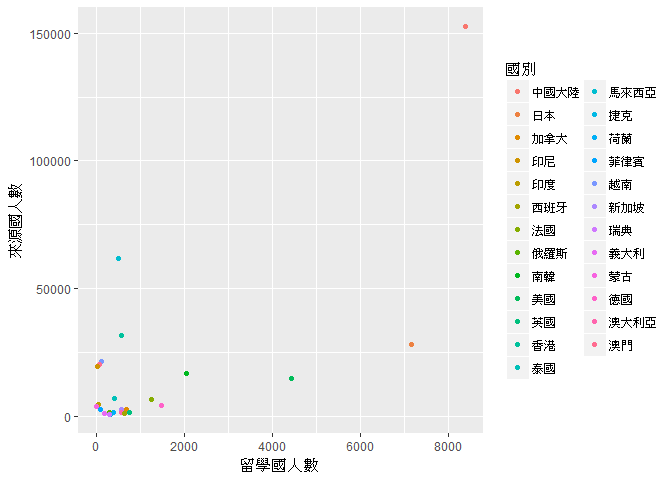 150000
100000
50000
0
來源國人數
0
2000
4000
6000
8000
留學國人數
國別
中國大陸
日本
加拿大
印尼
印度
西班牙
法國
俄羅斯
南韓
美國
英國
香港
泰國
馬來西亞
捷克
荷蘭
菲律賓
越南
新加坡
瑞典
義大利
蒙古
德國
澳大利亞
澳門